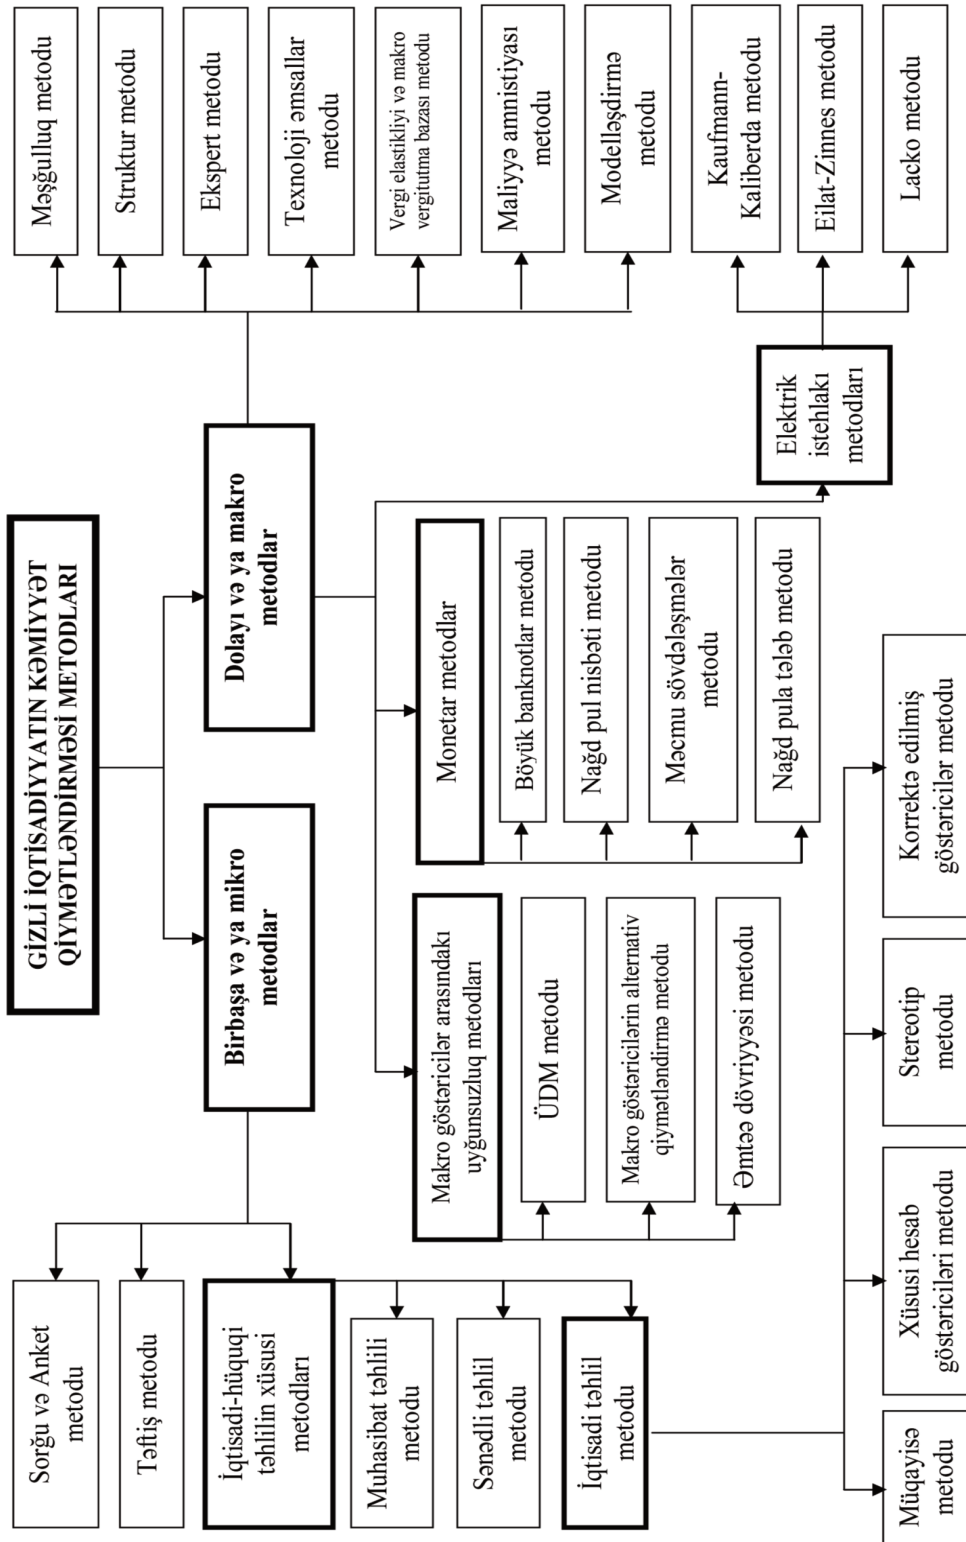 GİZLİ İQTİSADİYYATIN KƏMİYYƏT
QİYMƏTLƏNDİRMƏSİ METODLARI
Birbaşa və ya mikro
metodlar
Dolayı və ya makro
metodlar
Sorğu və Anket
metodu
Təftiş metodu
İqtisadi-hüquqi
təhlilin xüsusi
metodları
Muhasibat təhlili
metodu
Sənədli təhlil
metodu
İqtisadi təhlil
metodu
Müqayisə
metodu
Xüsusi hesab
göstəriciləri metodu
Stereotip
metodu
Korrektə edilmiş
göstəricilər metodu
Makro göstəricilər arasındakı
uyğunsuzluq metodları
ÜDM metodu
Makro göstəricilərin alternativ
qiymətləndirmə metodu
Əmtəə dövriyyəsi metodu
Monetar metodlar
Böyük banknotlar metodu
Nağd pul nisbəti metodu
Məcmu sövdələşmələr
metodu
Nağd pula tələb metodu
Elektrik
istehlakı
metodları
Məşğulluq metodu
Struktur metodu
Ekspert metodu
Texnoloji əmsallar
metodu
Vergi elastikliyi və makro
vergitutma bazası metodu
Maliyyə amnistiyası
metodu
Modelləşdirmə
metodu
Kaufmann-
Kaliberda metodu
Eilat-Zinnes metodu
Lacko metodu